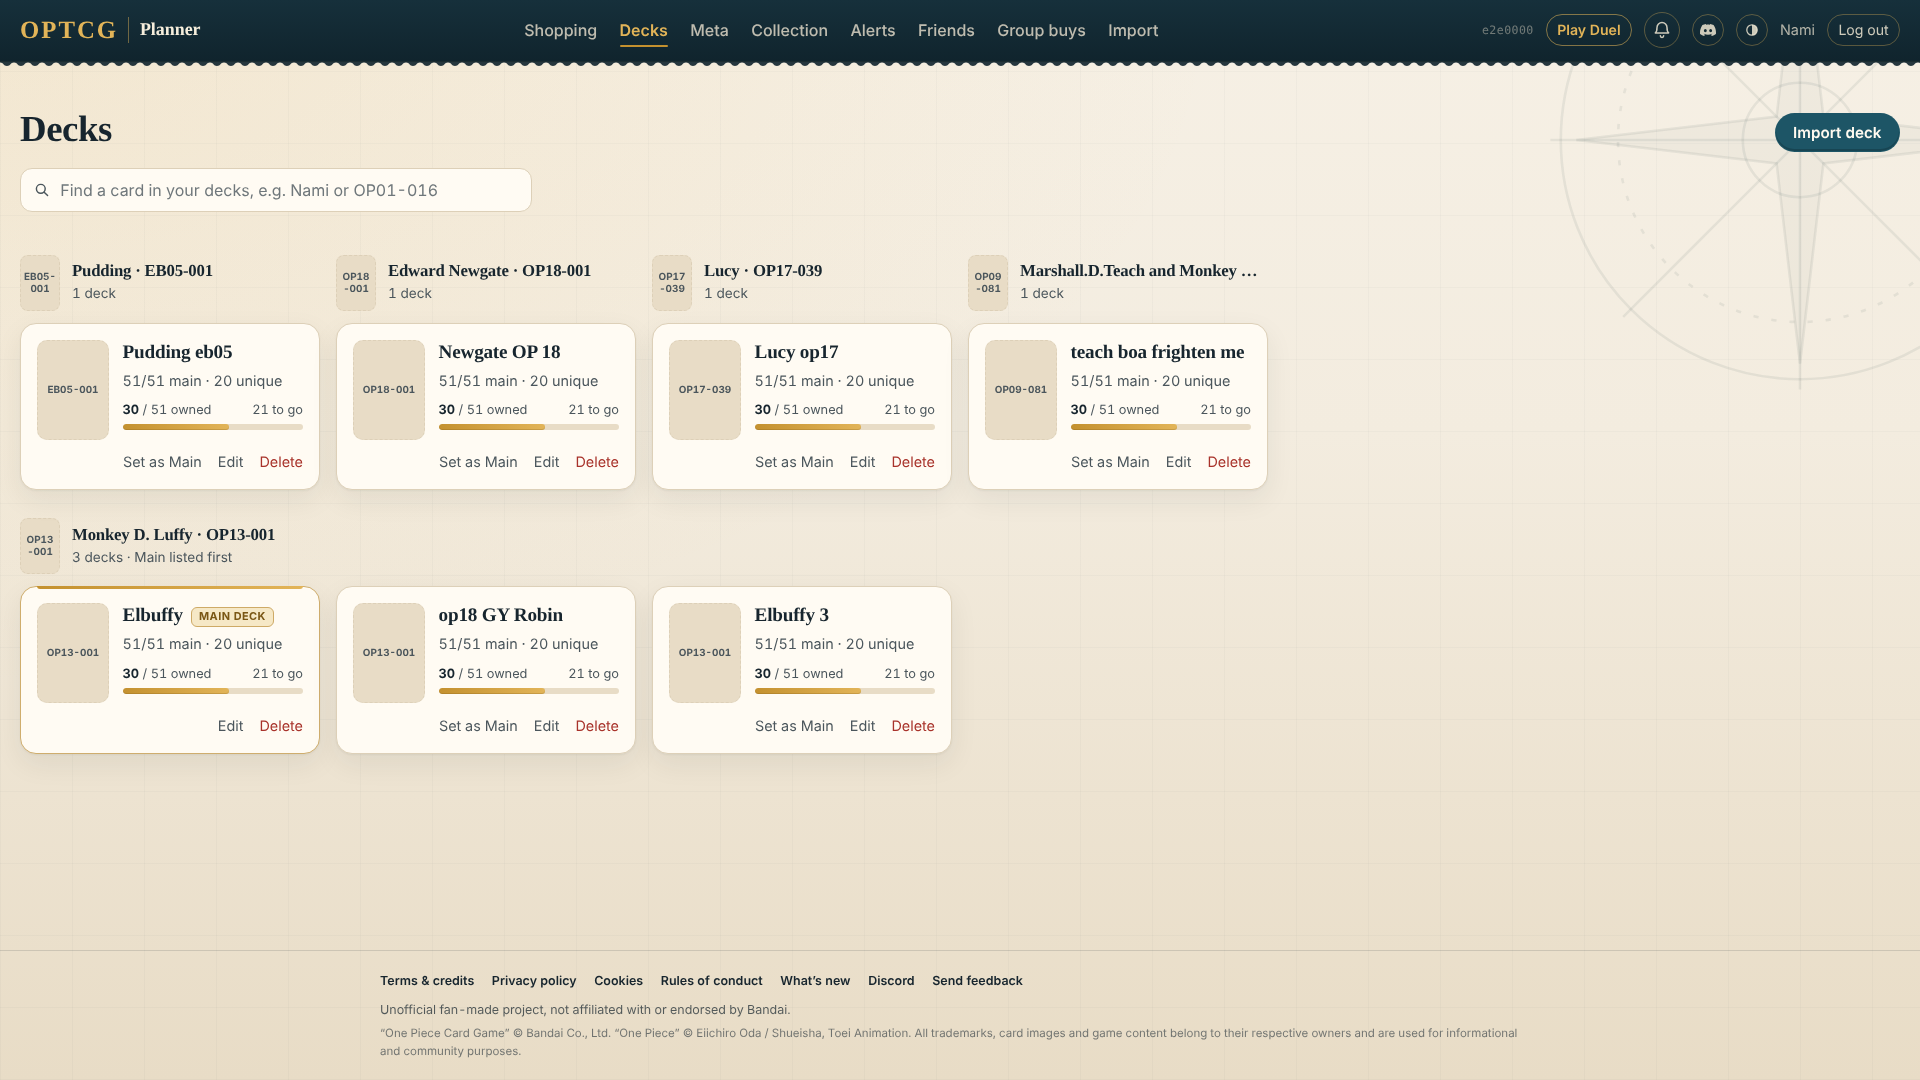 OPTCG Planner
Shopping Decks Meta Collection Alerts Friends Group buys Import
e2e0000 Play Duel Nami Log out
Decks
Import deck
Find a card in your decks, e.g. Nami or OP01-016
EB05-001
Pudding · EB05-001
1 deck
OP18-001
Edward Newgate · OP18-001
1 deck
OP17-039
Lucy · OP17-039
1 deck
OP09-081
Marshall.D.Teach and Monkey …
1 deck
EB05-001
Pudding eb05
51/51 main · 20 unique
30 / 51 owned 21 to go
Set as Main Edit Delete
OP18-001
Newgate OP 18
51/51 main · 20 unique
30 / 51 owned 21 to go
Set as Main Edit Delete
OP17-039
Lucy op17
51/51 main · 20 unique
30 / 51 owned 21 to go
Set as Main Edit Delete
OP09-081
teach boa frighten me
51/51 main · 20 unique
30 / 51 owned 21 to go
Set as Main Edit Delete
OP13-001
Monkey D. Luffy · OP13-001
3 decks · Main listed first
OP13-001
Elbuffy MAIN DECK
51/51 main · 20 unique
30 / 51 owned 21 to go
Edit Delete
OP13-001
op18 GY Robin
51/51 main · 20 unique
30 / 51 owned 21 to go
Set as Main Edit Delete
OP13-001
Elbuffy 3
51/51 main · 20 unique
30 / 51 owned 21 to go
Set as Main Edit Delete
Terms & credits Privacy policy Cookies Rules of conduct What’s new Discord Send feedback
Unofficial fan-made project, not affiliated with or endorsed by Bandai.
“One Piece Card Game” © Bandai Co., Ltd. “One Piece” © Eiichiro Oda / Shueisha, Toei Animation. All trademarks, card images and game content belong to their respective owners and are used for informational
and community purposes.